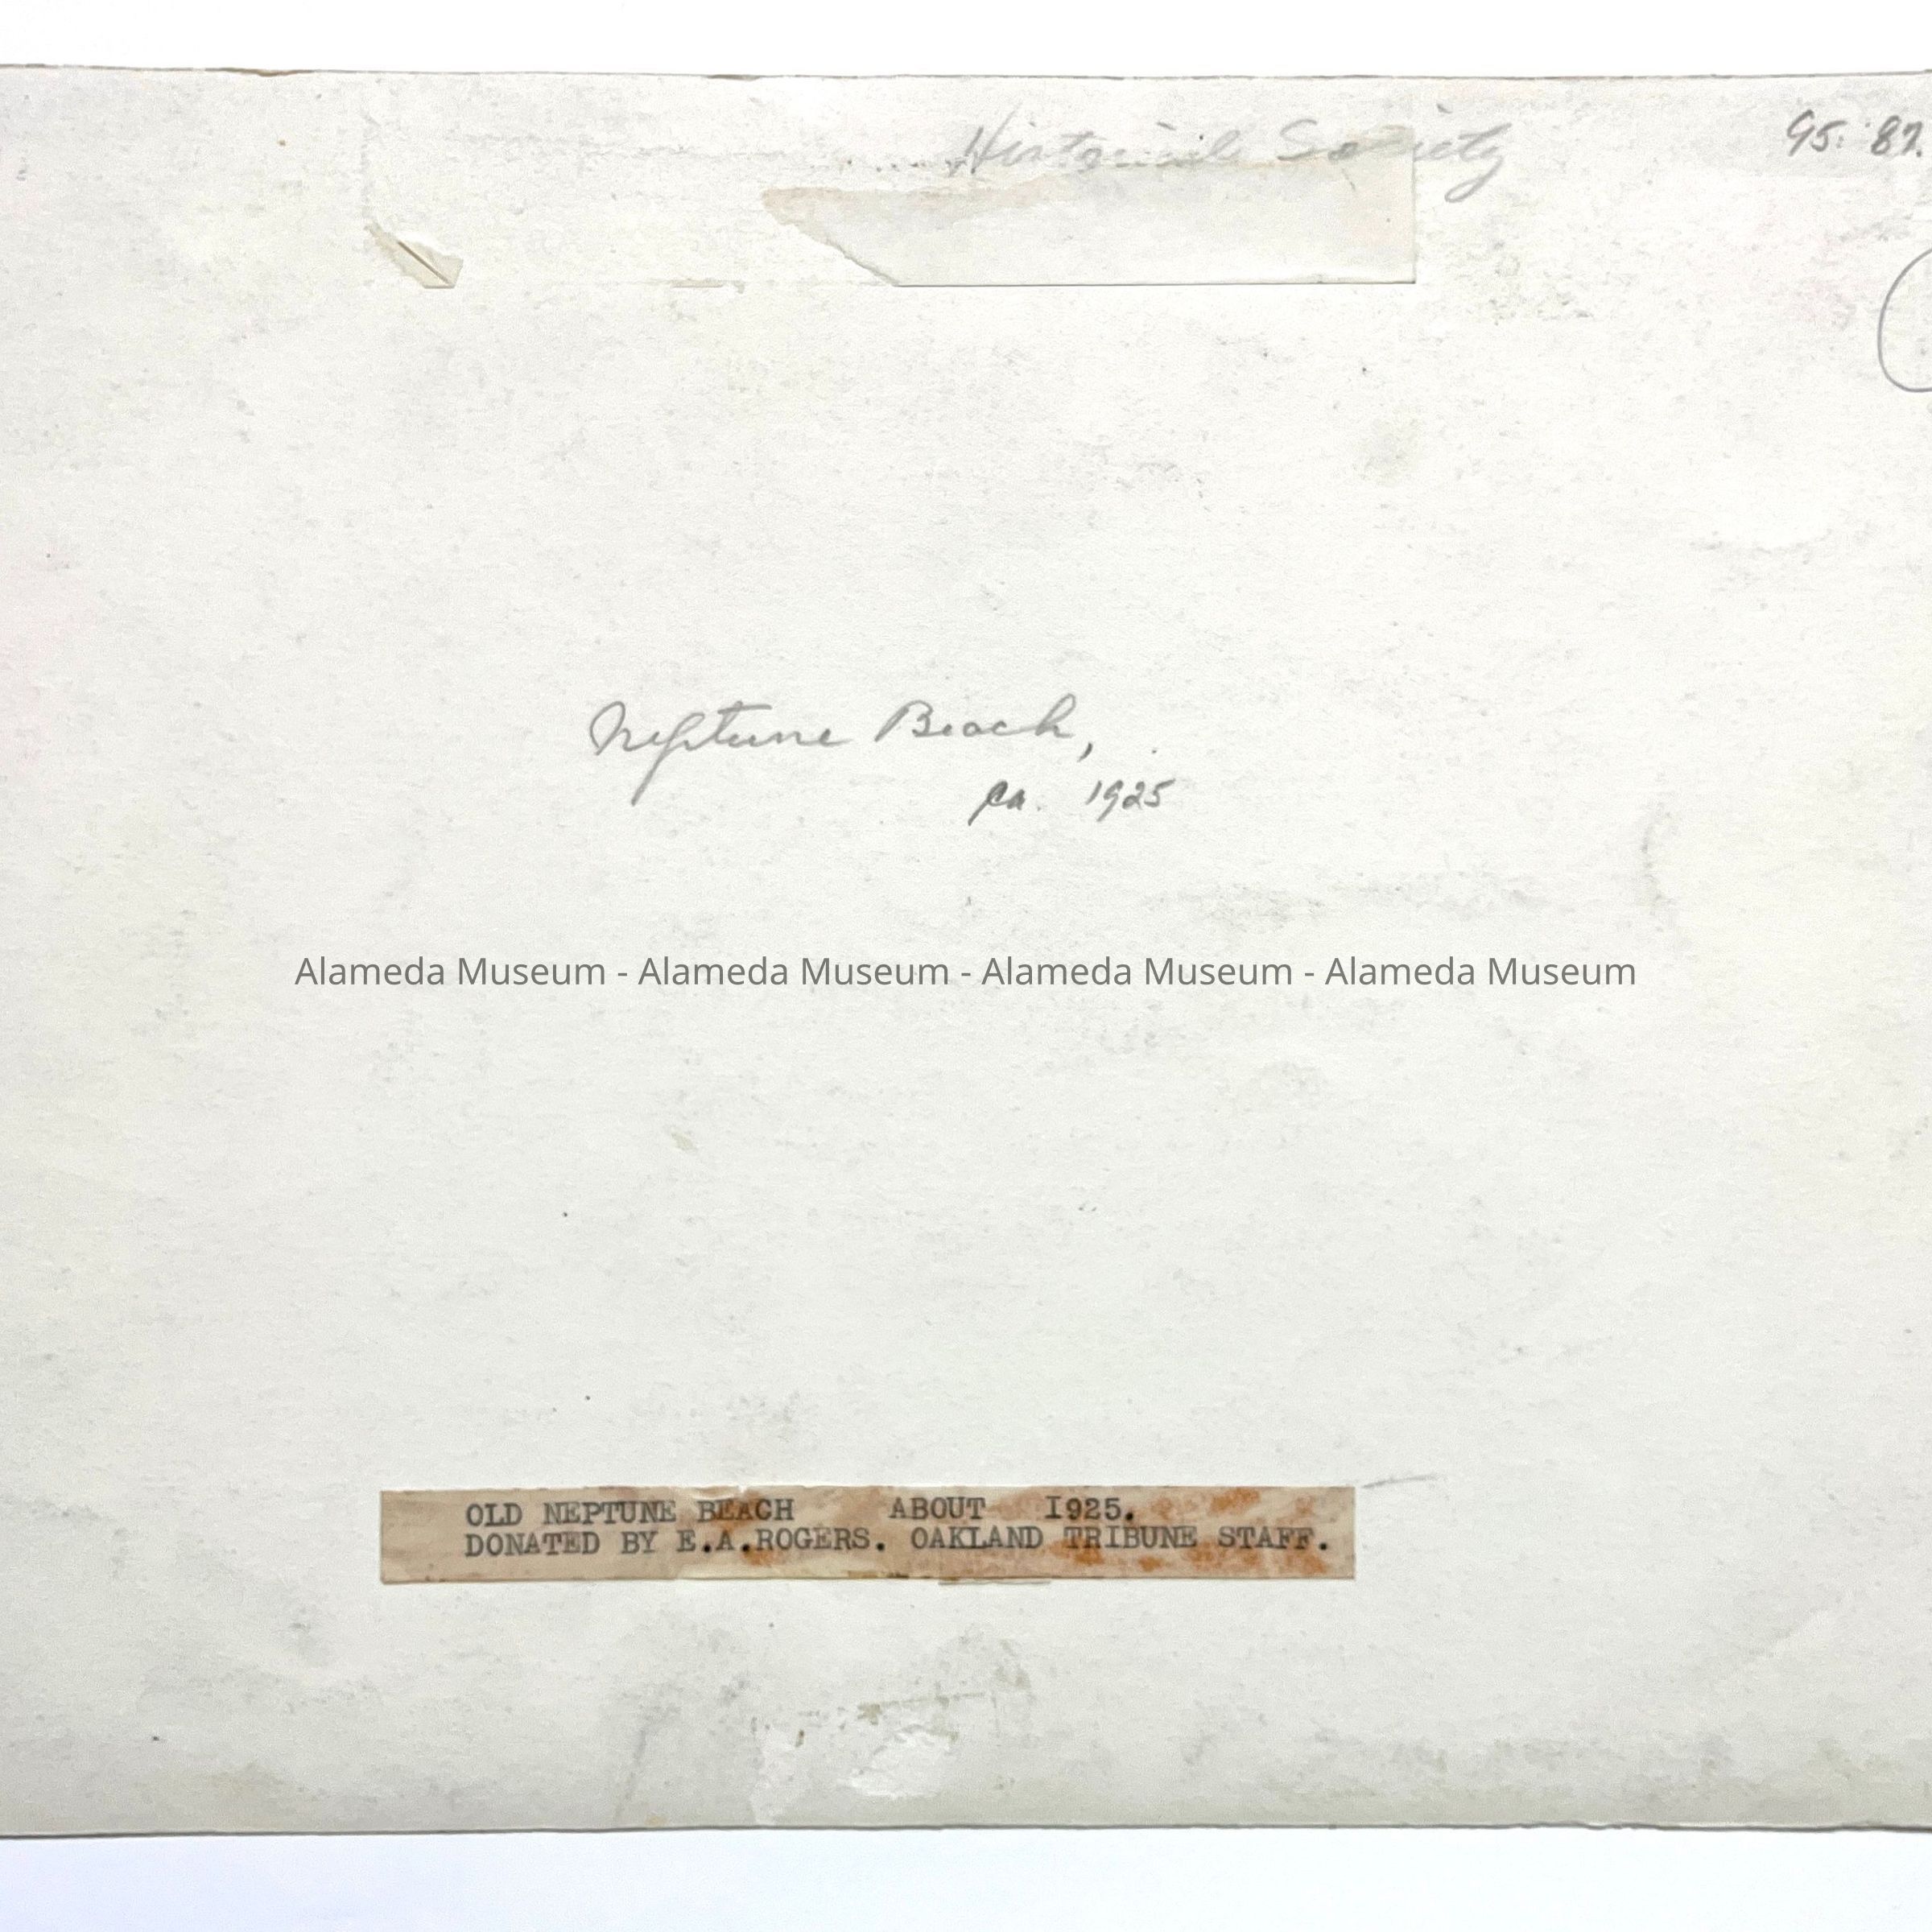 Historical Society
95. 87.
Neptune Beach,
ca. 1925
Alameda Museum - Alameda Museum - Alameda Museum - Alameda Museum
OLD NEPTUNE BEACH ABOUT I925.
DONATED BY E.A.ROGERS. OAKLAND TRIBUNE STAFF.